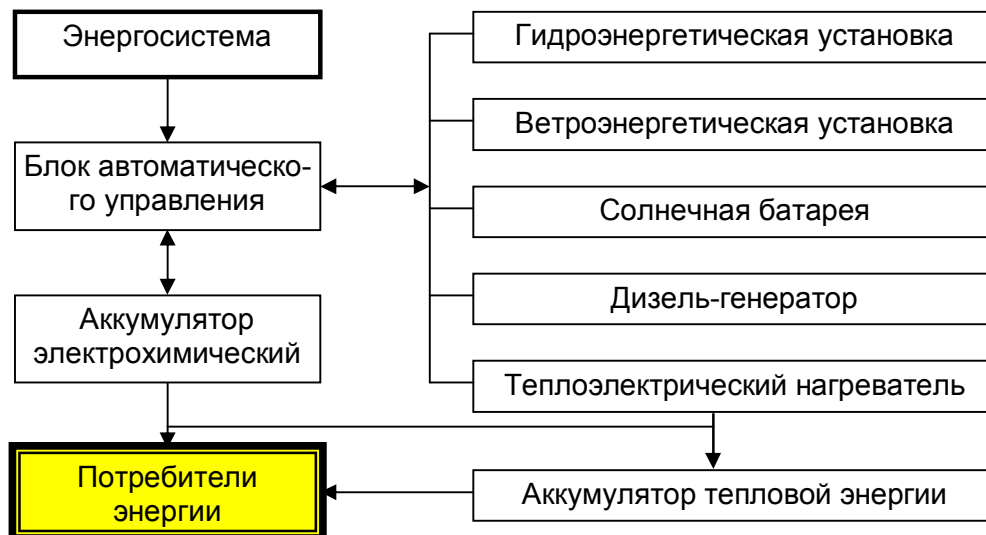 Энергосистема
Блок автоматическо-
го управления
Аккумулятор
электрохимический
Потребители
энергии
Гидроэнергетическая установка
Ветроэнергетическая установка
Солнечная батарея
Дизель-генератор
Теплоэлектрический нагреватель
Аккумулятор тепловой энергии